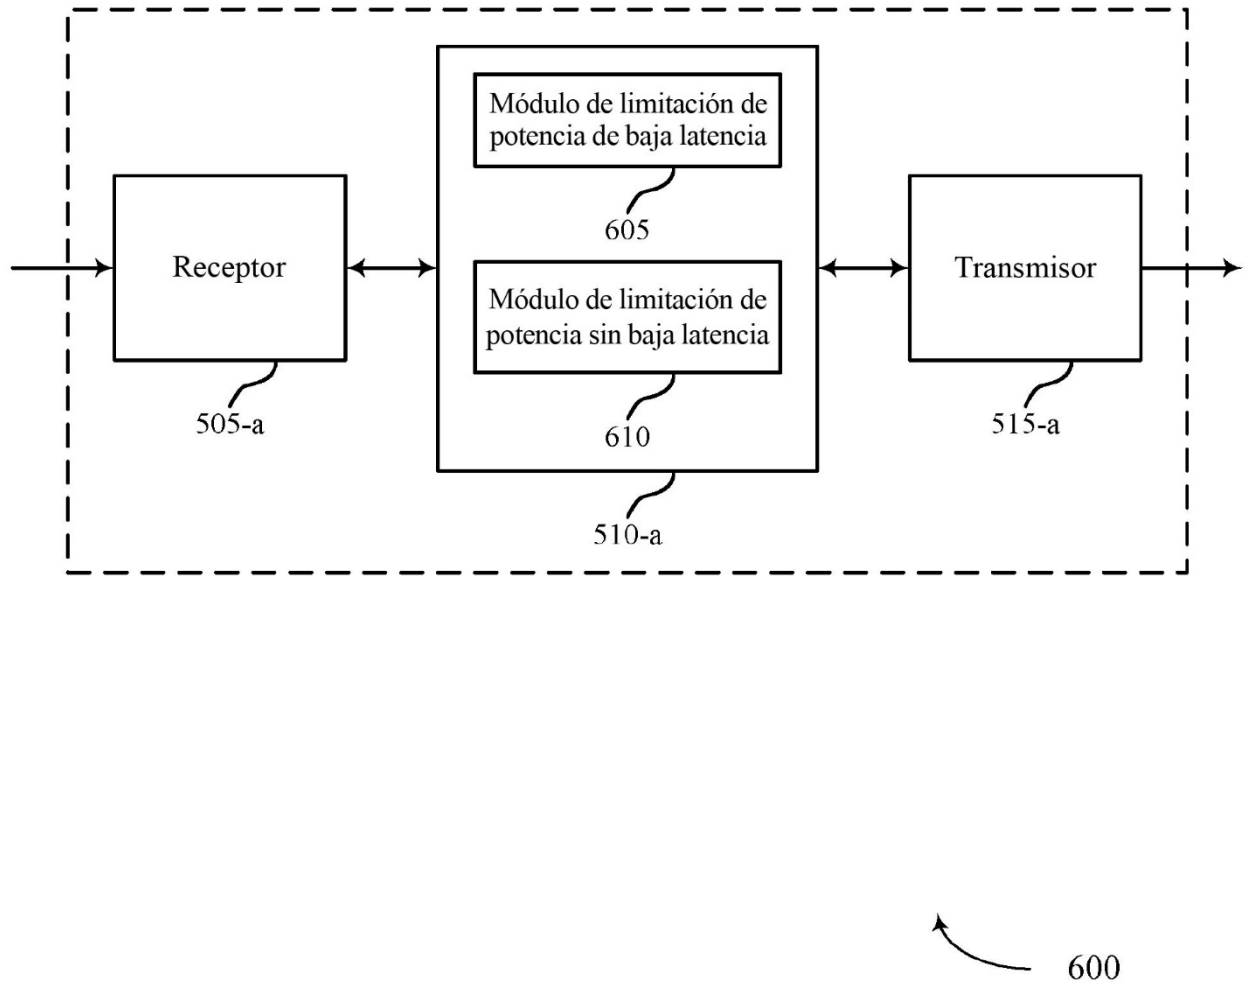 Módulo de limitación de
potencia de baja latencia
605
Receptor
505-a
Módulo de limitación de
potencia sin baja latencia
610
510-a
Transmisor
515-a
600